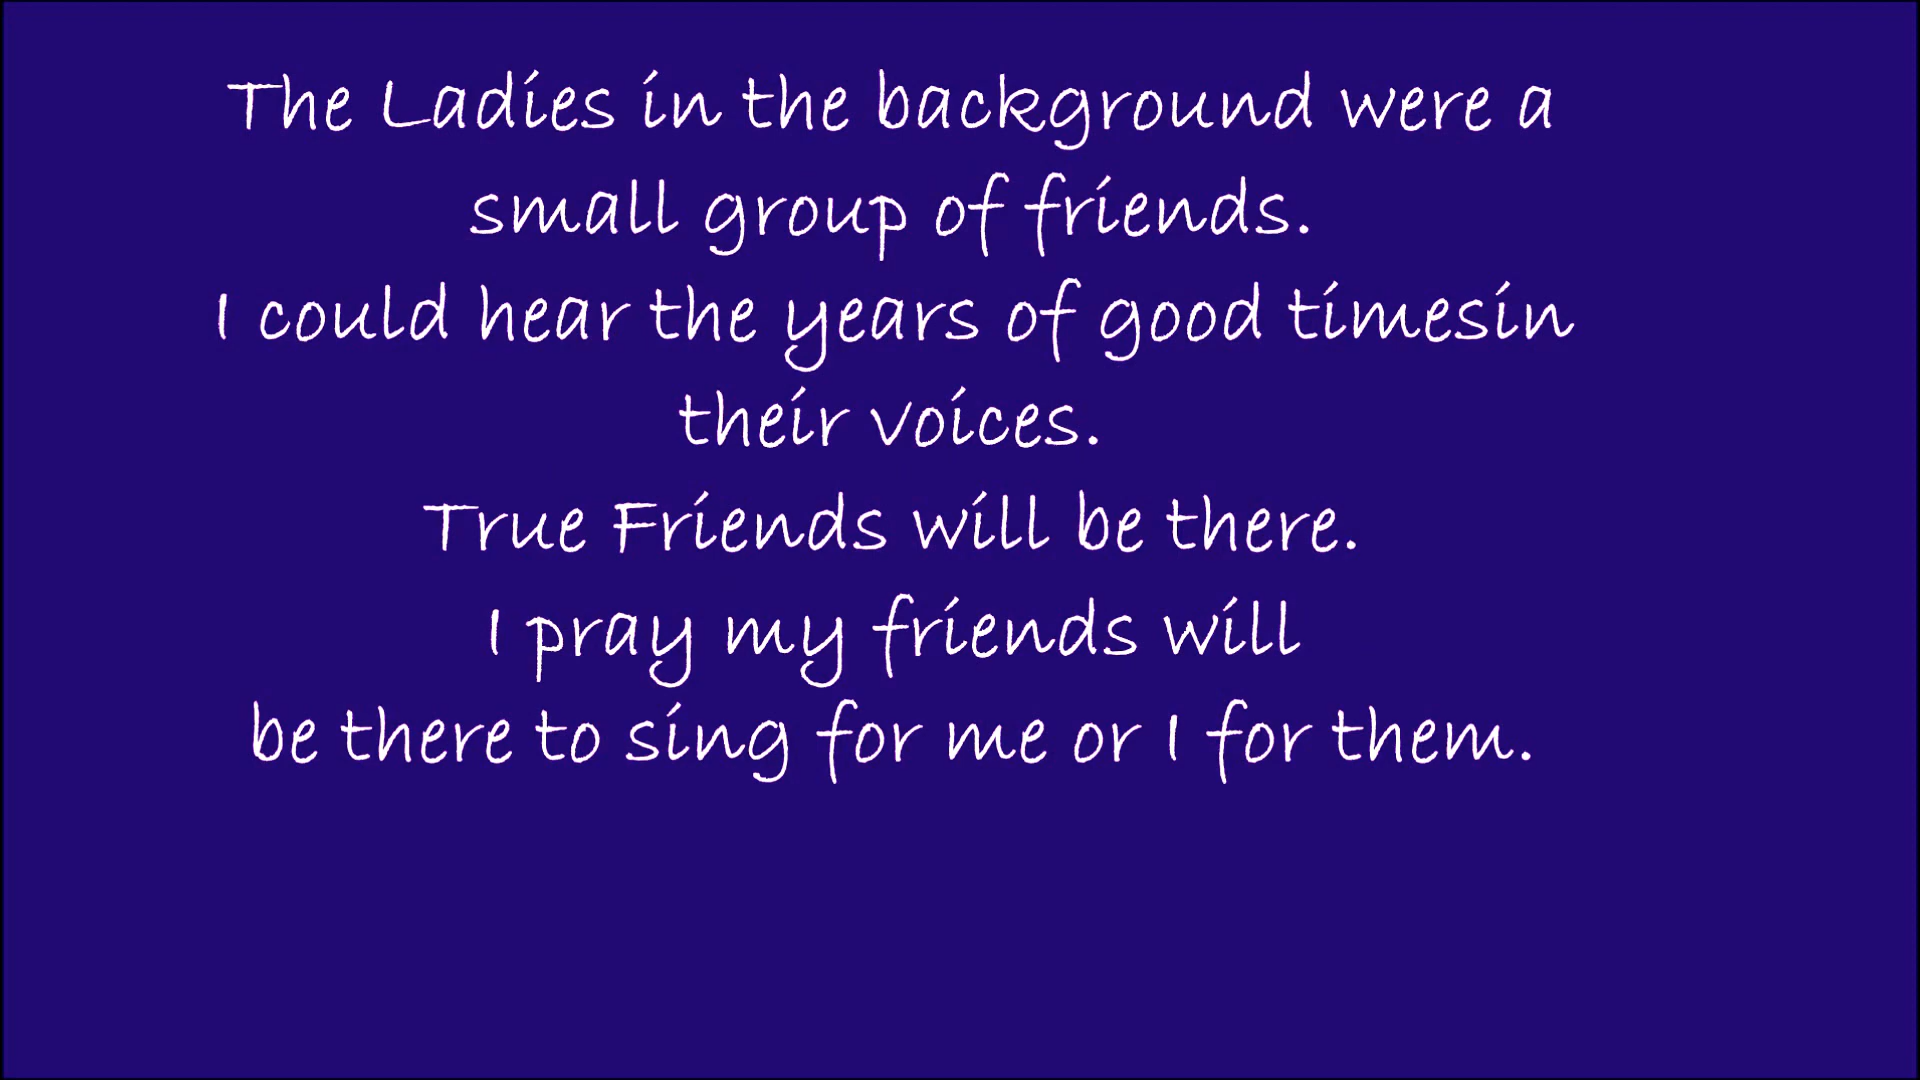 The Ladies in the background were a
small group of friends.
I could hear the years of good timesin
their voices.
True Friends will be there.
I pray my friends will
be there to sing for me or I for them.